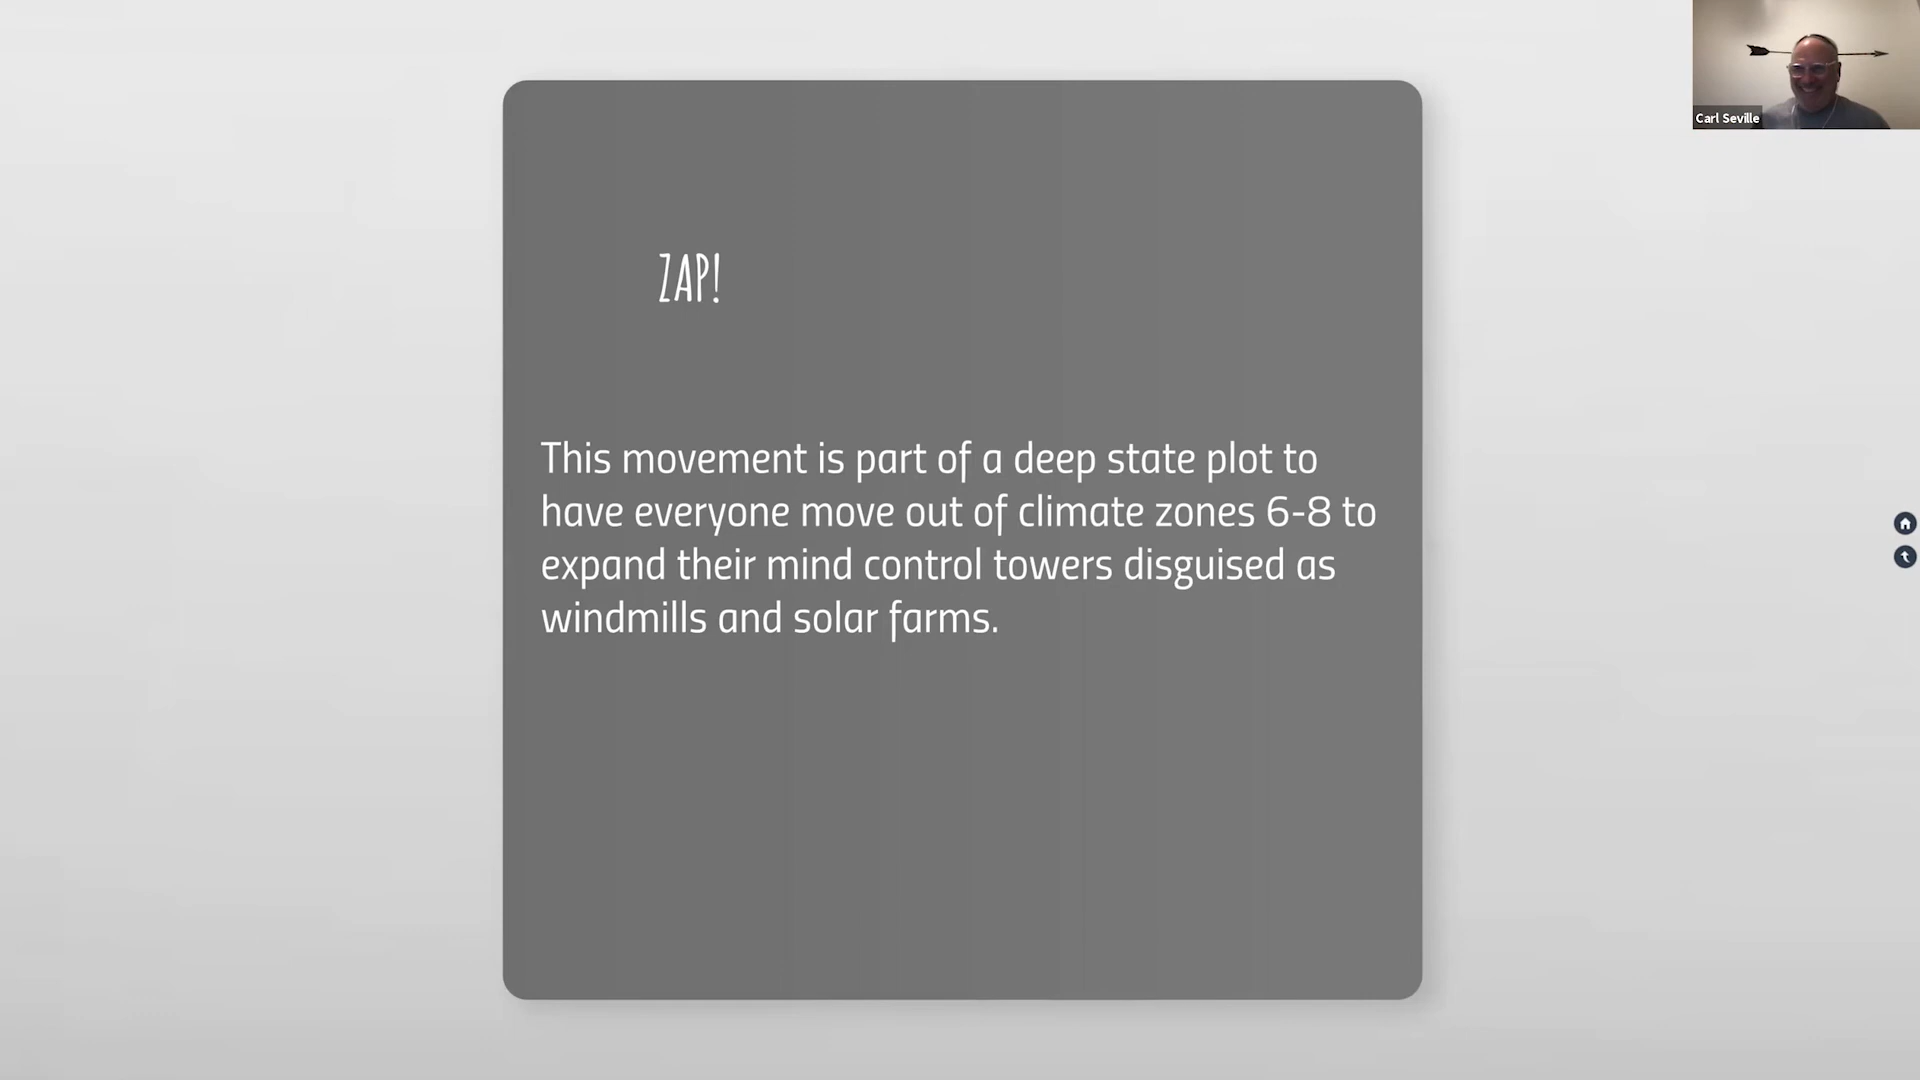 Carl Seville
ZAP!
This movement is part of a deep state plot to
have everyone move out of climate zones 6-8 to
expand their mind control towers disguised as
windmills and solar farms.